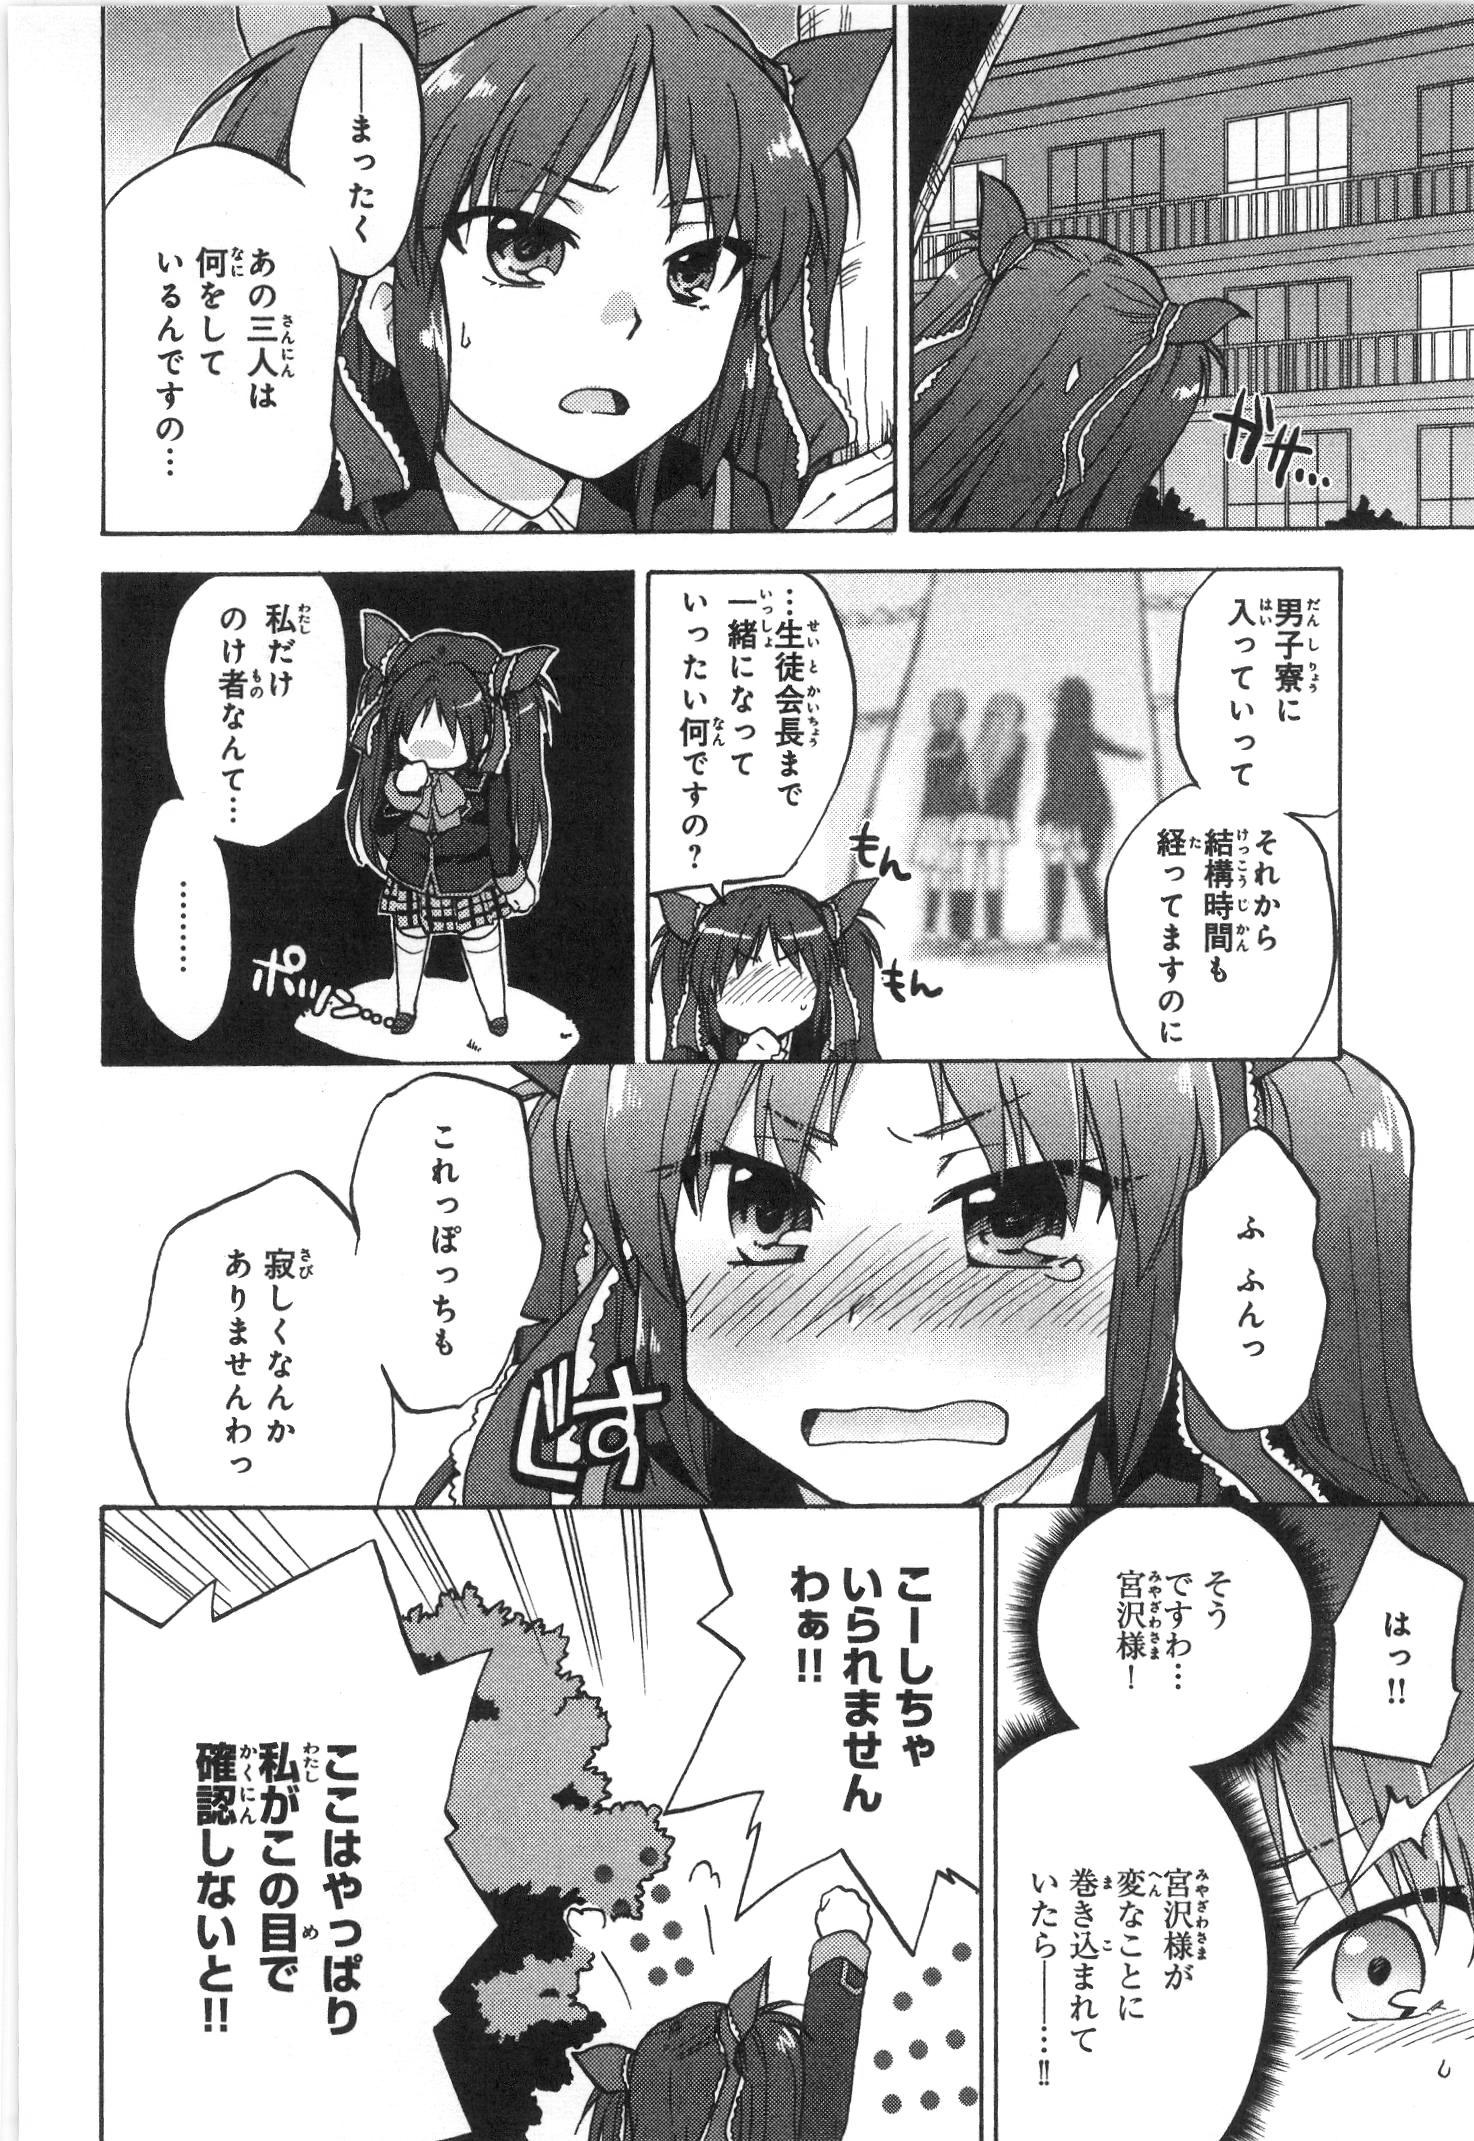 ガサ…
──まったく
あの三人は
何をして
いるんですの…
男子寮に
入っていって
それから
結構時間も
経ってますのに
…生徒会長まで
一緒になって
いったい何ですの？
もん
もん
私だけ
のけ者なんて…
………
ポツリン…
ふ ふんっ
これっぽっちも
寂しくなんか
ありませんわっ
ぐす
はっ!!
そう
ですわ…
宮沢様！
宮沢様が
変なことに
巻き込まれて
いたら──…!!
こーしちゃ
いられません
わぁ!!
ここはやっぱり
私がこの目で
確認しないと!!